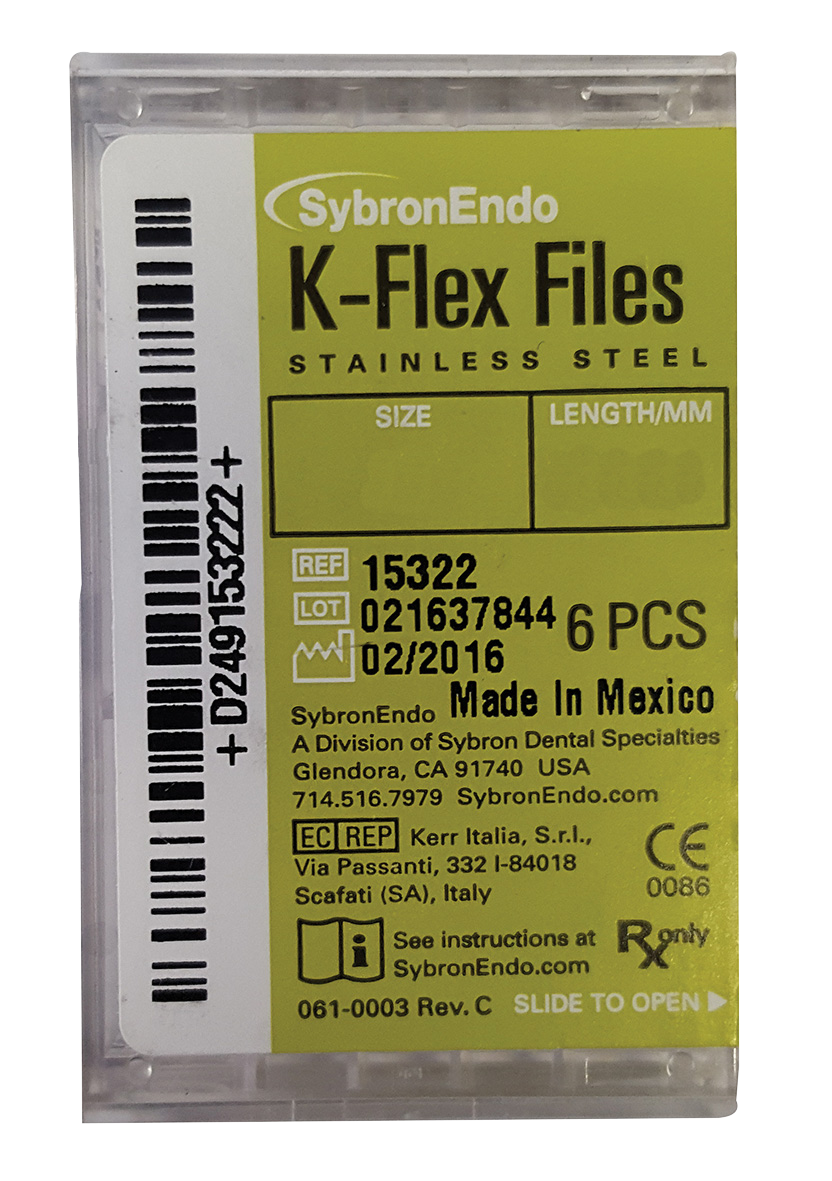 SybronEndo
K-Flex Files
STAINLESS STEEL
SIZE LENGTH/MM
REF 15322
LOT 021637844 6 PCS
02/2016
Made In Mexico
SybronEndo
A Division of Sybron Dental Specialties
Glendora, CA 91740 USA
714.516.7979 SybronEndo.com
EC REP Kerr Italia, S.r.l.,
Via Passanti, 332 I-84018
Scafati (SA), Italy
CE
0086
i See instructions at
SybronEndo.com
Rx only
061-0003 Rev. C SLIDE TO OPEN ▶
+D249153222+